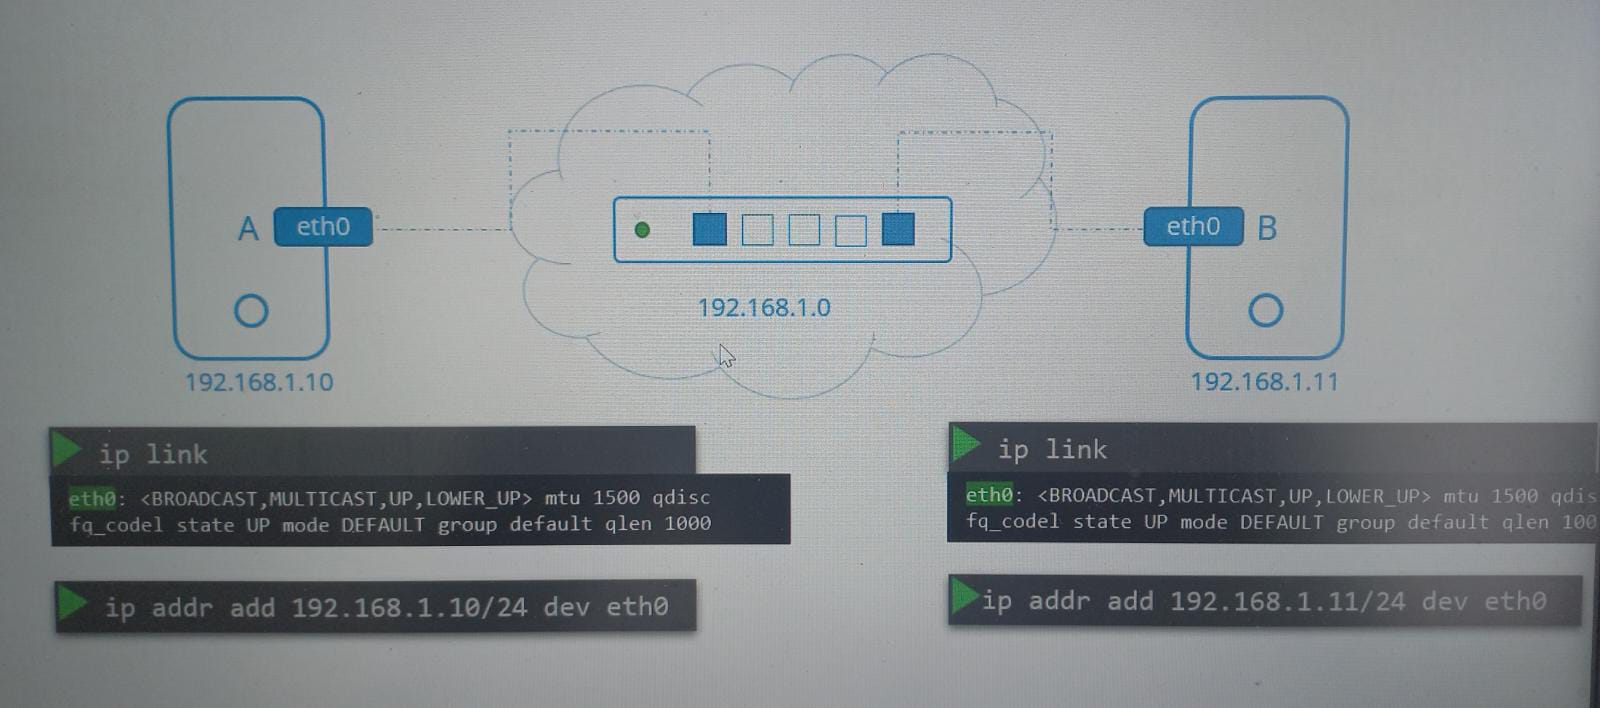 A eth0
eth0 B
192.168.1.0
192.168.1.10
192.168.1.11
ip link
eth0: <BROADCAST,MULTICAST,UP,LOWER_UP> mtu 1500 qdisc
fq_codel state UP mode DEFAULT group default qlen 1000
ip addr add 192.168.1.10/24 dev eth0
ip link
eth0: <BROADCAST,MULTICAST,UP,LOWER_UP> mtu 1500 qdis
fq_codel state UP mode DEFAULT group default qlen 100
ip addr add 192.168.1.11/24 dev eth0